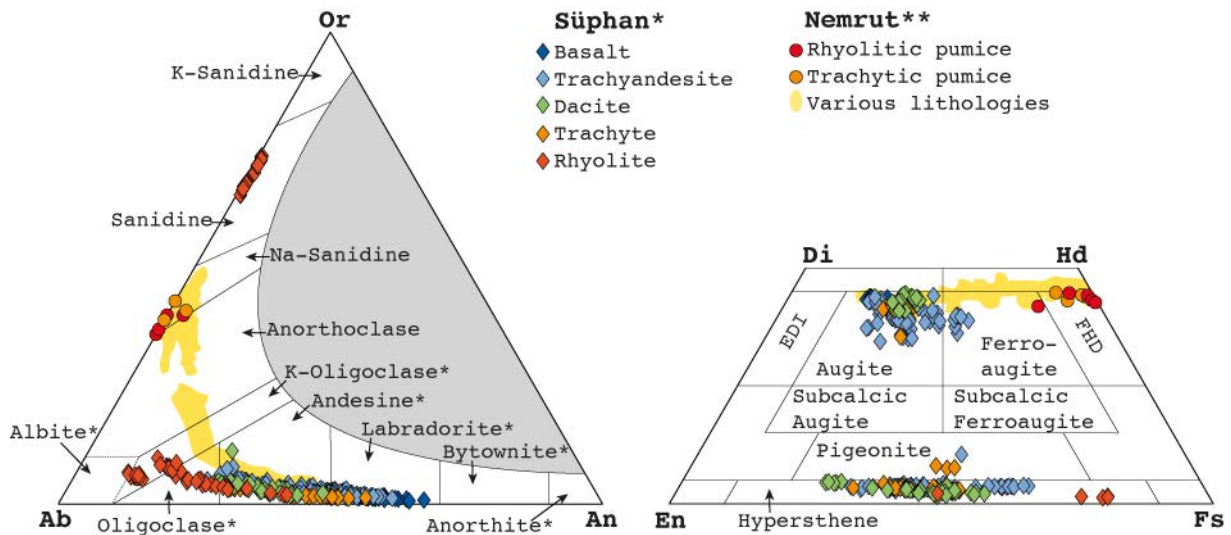 Or
Süphan*
Nemrut**
Basalt
Trachyandesite
Dacite
Trachyte
Rhyolite
Rhyolitic pumice
Trachytic pumice
Various lithologies
K-Sanidine
Sanidine
Na-Sanidine
Anorthoclase
K-Oligoclase*
Andesine*
Labradorite*
Bytownite*
Albite*
Ab
Oligoclase*
Anorthite*
An
Di
Hd
EDI
FHD
Augite
Ferro-
augite
Subcalcic
Augite
Subcalcic
Ferroaugite
Pigeonite
En
Hypersthene
Fs